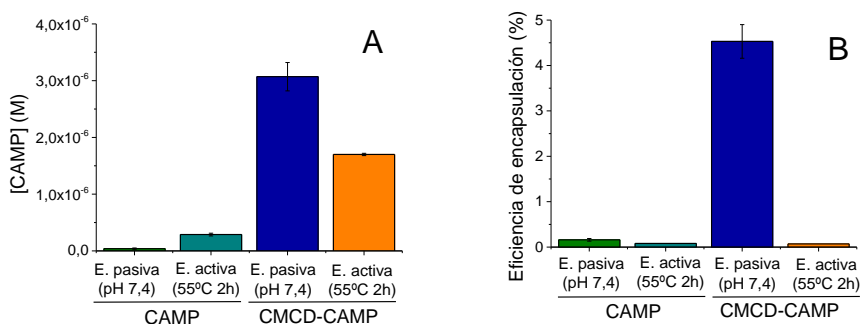 A
[CAMP] (M)
4,0x10⁻⁶
3,0x10⁻⁶
2,0x10⁻⁶
1,0x10⁻⁶
0,0
E. pasiva E. activa E. pasiva E. activa
(pH 7,4) (55ºC 2h) (pH 7,4) (55ºC 2h)
CAMP CMCD-CAMP
B
Eficiencia de encapsulación (%)
5
4
3
2
1
0
E. pasiva E. activa E. pasiva E. activa
(pH 7,4) (55ºC 2h) (pH 7,4) (55ºC 2h)
CAMP CMCD-CAMP